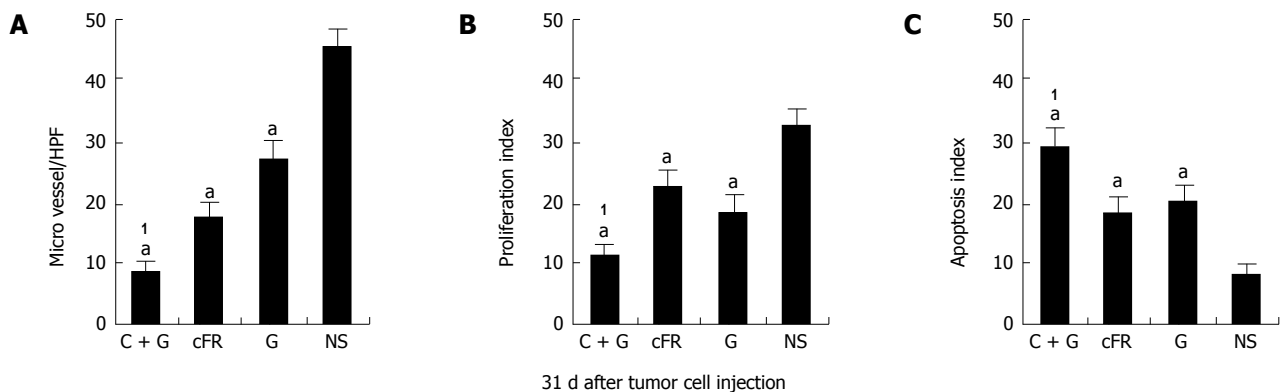 A
Micro vessel/HPF
50
40
30
20
10
0
1
a
a
a
C + G cFR G NS
B
Proliferation index
50
40
30
20
10
0
1
a
a
a
C + G cFR G NS
31 d after tumor cell injection
C
Apoptosis index
50
40
30
20
10
0
1
a
a
a
C + G cFR G NS